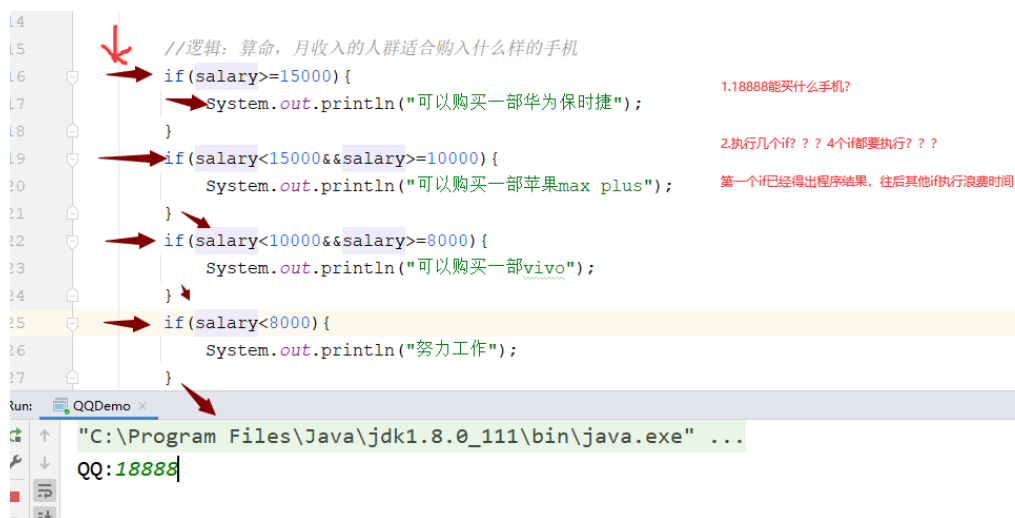 14
15 //逻辑：算命，月收入的人群适合购入什么样的手机
16 if(salary>=15000){
1.18888能买什么手机?
17 System.out.println("可以购买一部华为保时捷");
18 }
2.执行几个if? ? ? 4个if都要执行? ? ?
19 if(salary<15000&&salary>=10000){
20 System.out.println("可以购买一部苹果max plus");
第一个if已经得出程序结果，往后其他if执行浪费时间
21 }
22 if(salary<10000&&salary>=8000){
23 System.out.println("可以购买一部vivo");
24 }
25 if(salary<8000){
26 System.out.println("努力工作");
27 }
Run: QQDemo ×
"C:\Program Files\Java\jdk1.8.0_111\bin\java.exe" ...
QQ:18888